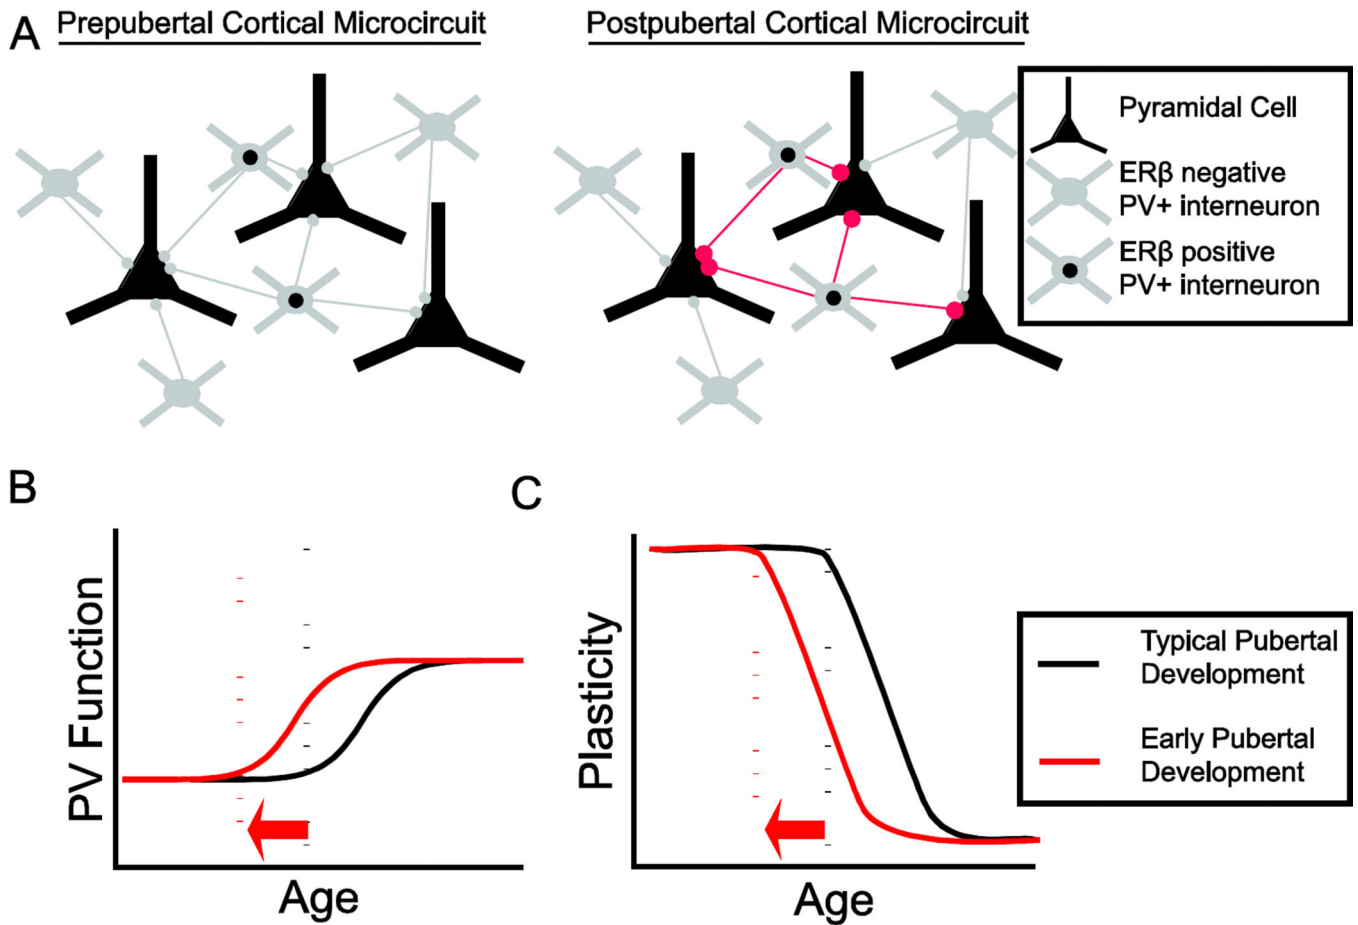 A
Prepubertal Cortical Microcircuit
Postpubertal Cortical Microcircuit
Pyramidal Cell
ERβ negative
PV+ interneuron
ERβ positive
PV+ interneuron
B
PV Function
Age
C
Plasticity
Age
Typical Pubertal
Development
Early Pubertal
Development